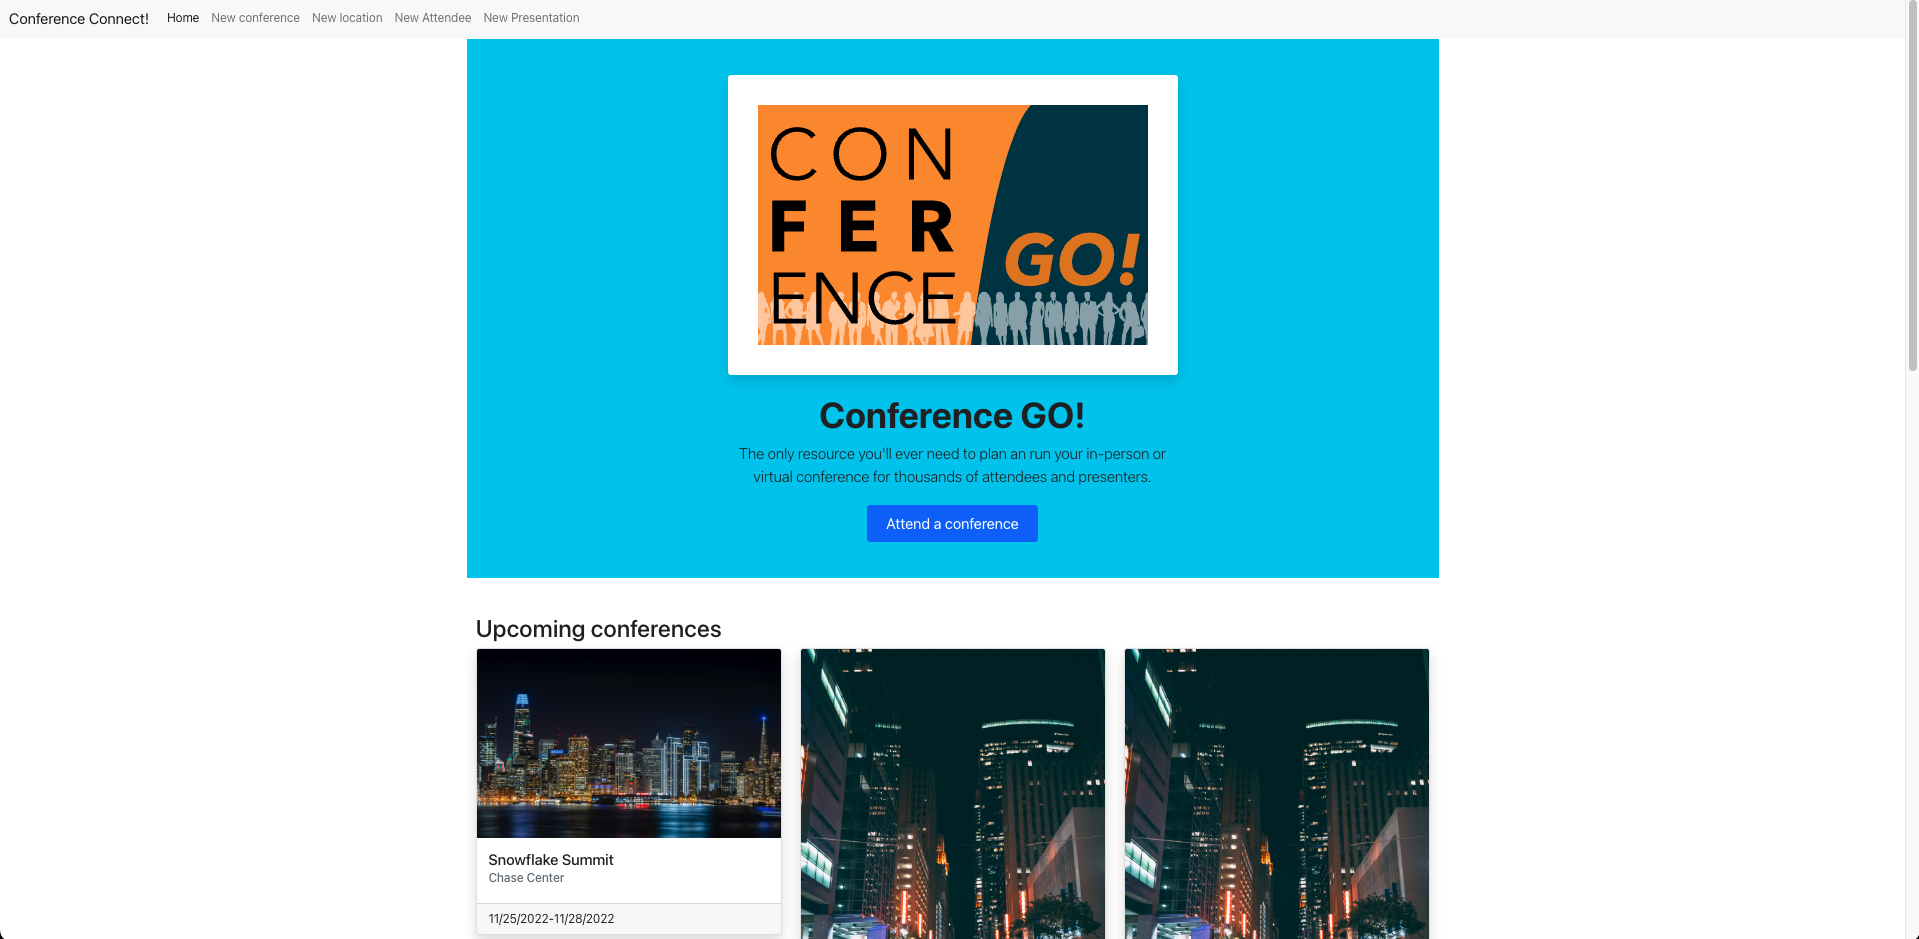 Conference Connect! Home New conference New location New Attendee New Presentation
CON
FER
ENCE
GO!
Conference GO!
The only resource you'll ever need to plan an run your in-person or
virtual conference for thousands of attendees and presenters.
Attend a conference
Upcoming conferences
Snowflake Summit
Chase Center
11/25/2022-11/28/2022